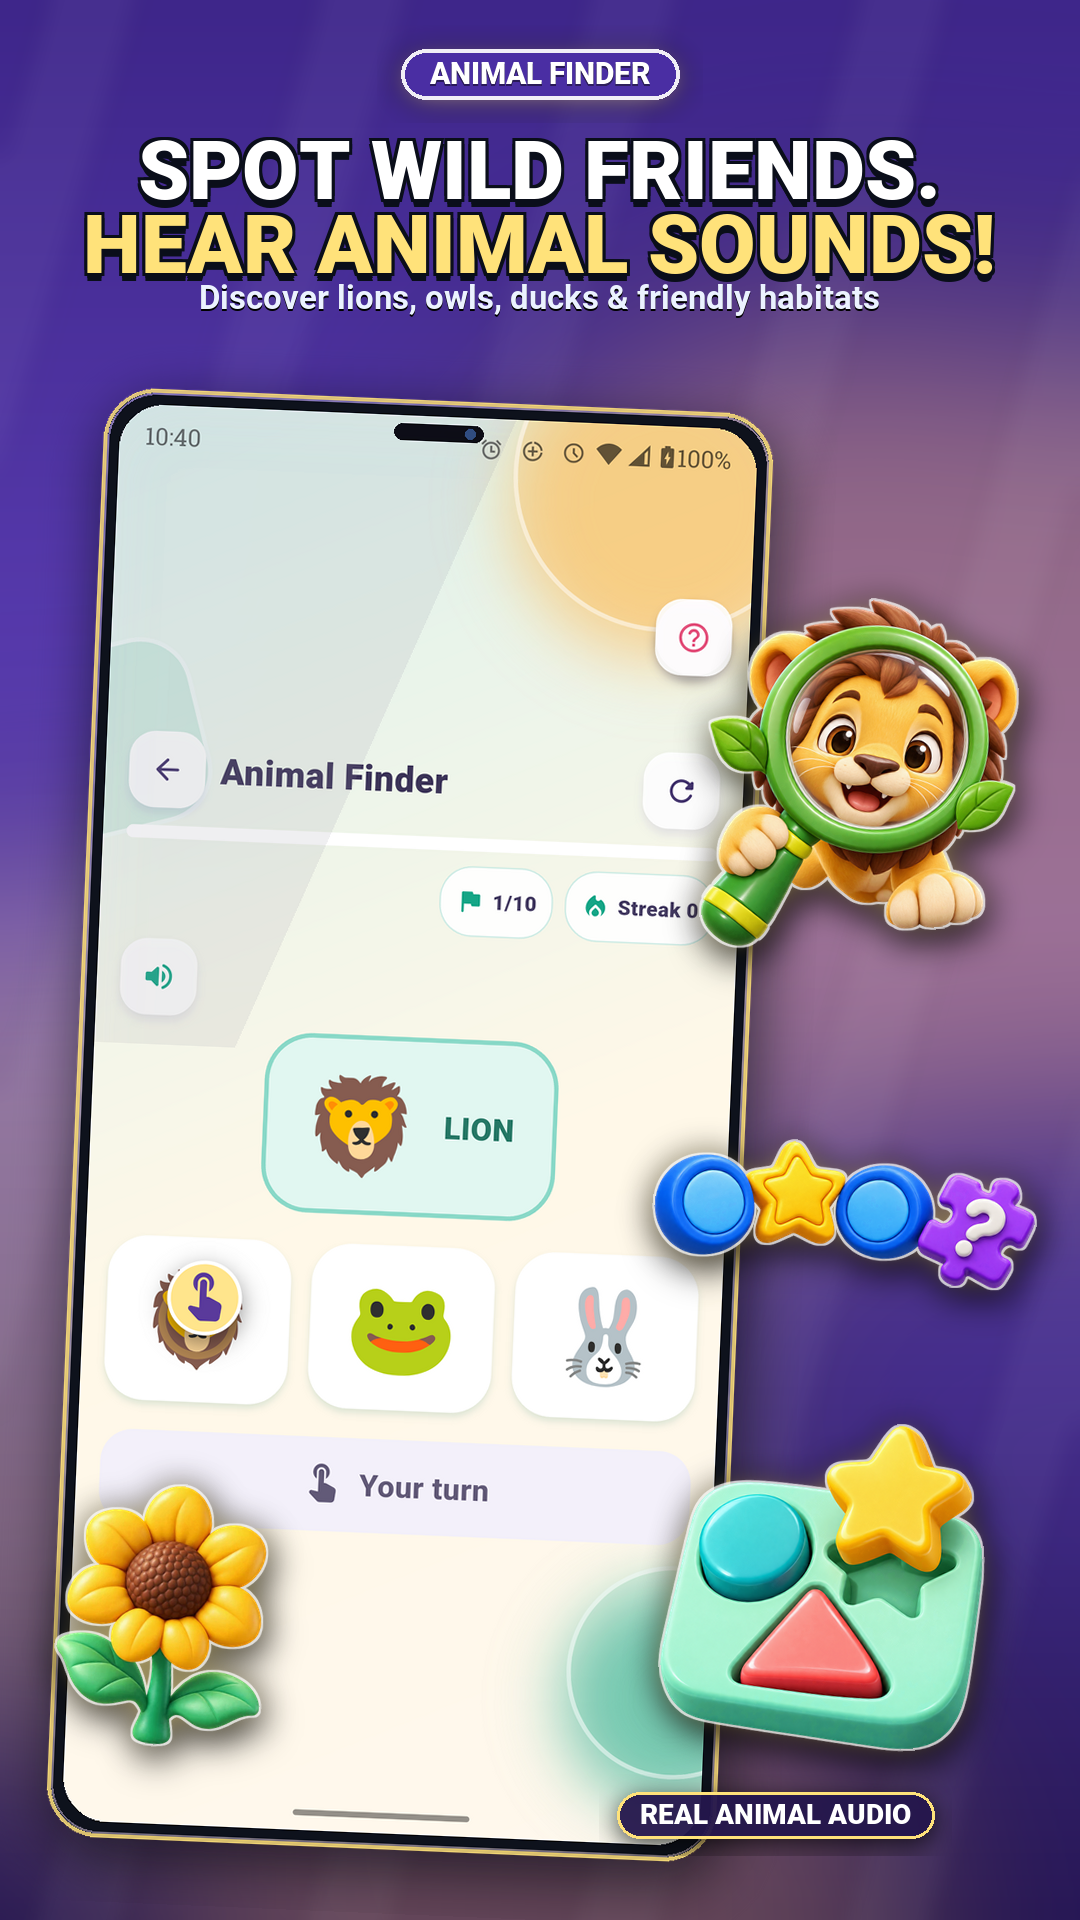 ANIMAL FINDER
SPOT WILD FRIENDS.
HEAR ANIMAL SOUNDS!
Discover lions, owls, ducks & friendly habitats
10:40
100%
Animal Finder
1/10
Streak 0
LION
Your turn
?
REAL ANIMAL AUDIO